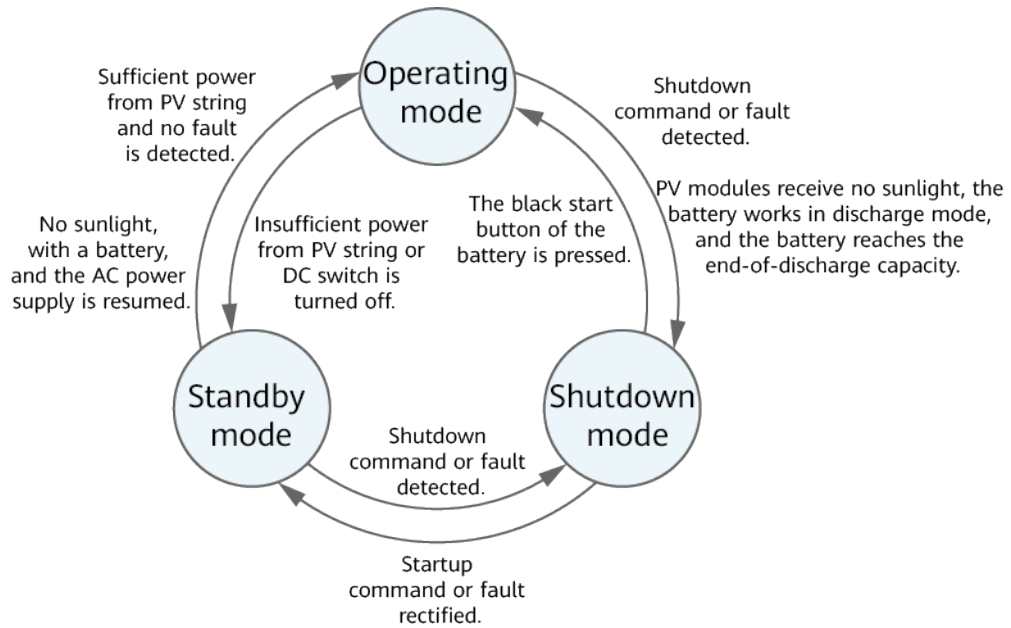 Operating
mode
Sufficient power
from PV string
and no fault
is detected.
Shutdown
command or fault
detected.
No sunlight,
with a battery,
and the AC power
supply is resumed.
Insufficient power
from PV string or
DC switch is
turned off.
The black start
button of the
battery is pressed.
PV modules receive no sunlight, the
battery works in discharge mode,
and the battery reaches the
end-of-discharge capacity.
Standby
mode
Shutdown
mode
Shutdown
command or fault
detected.
Startup
command or fault
rectified.